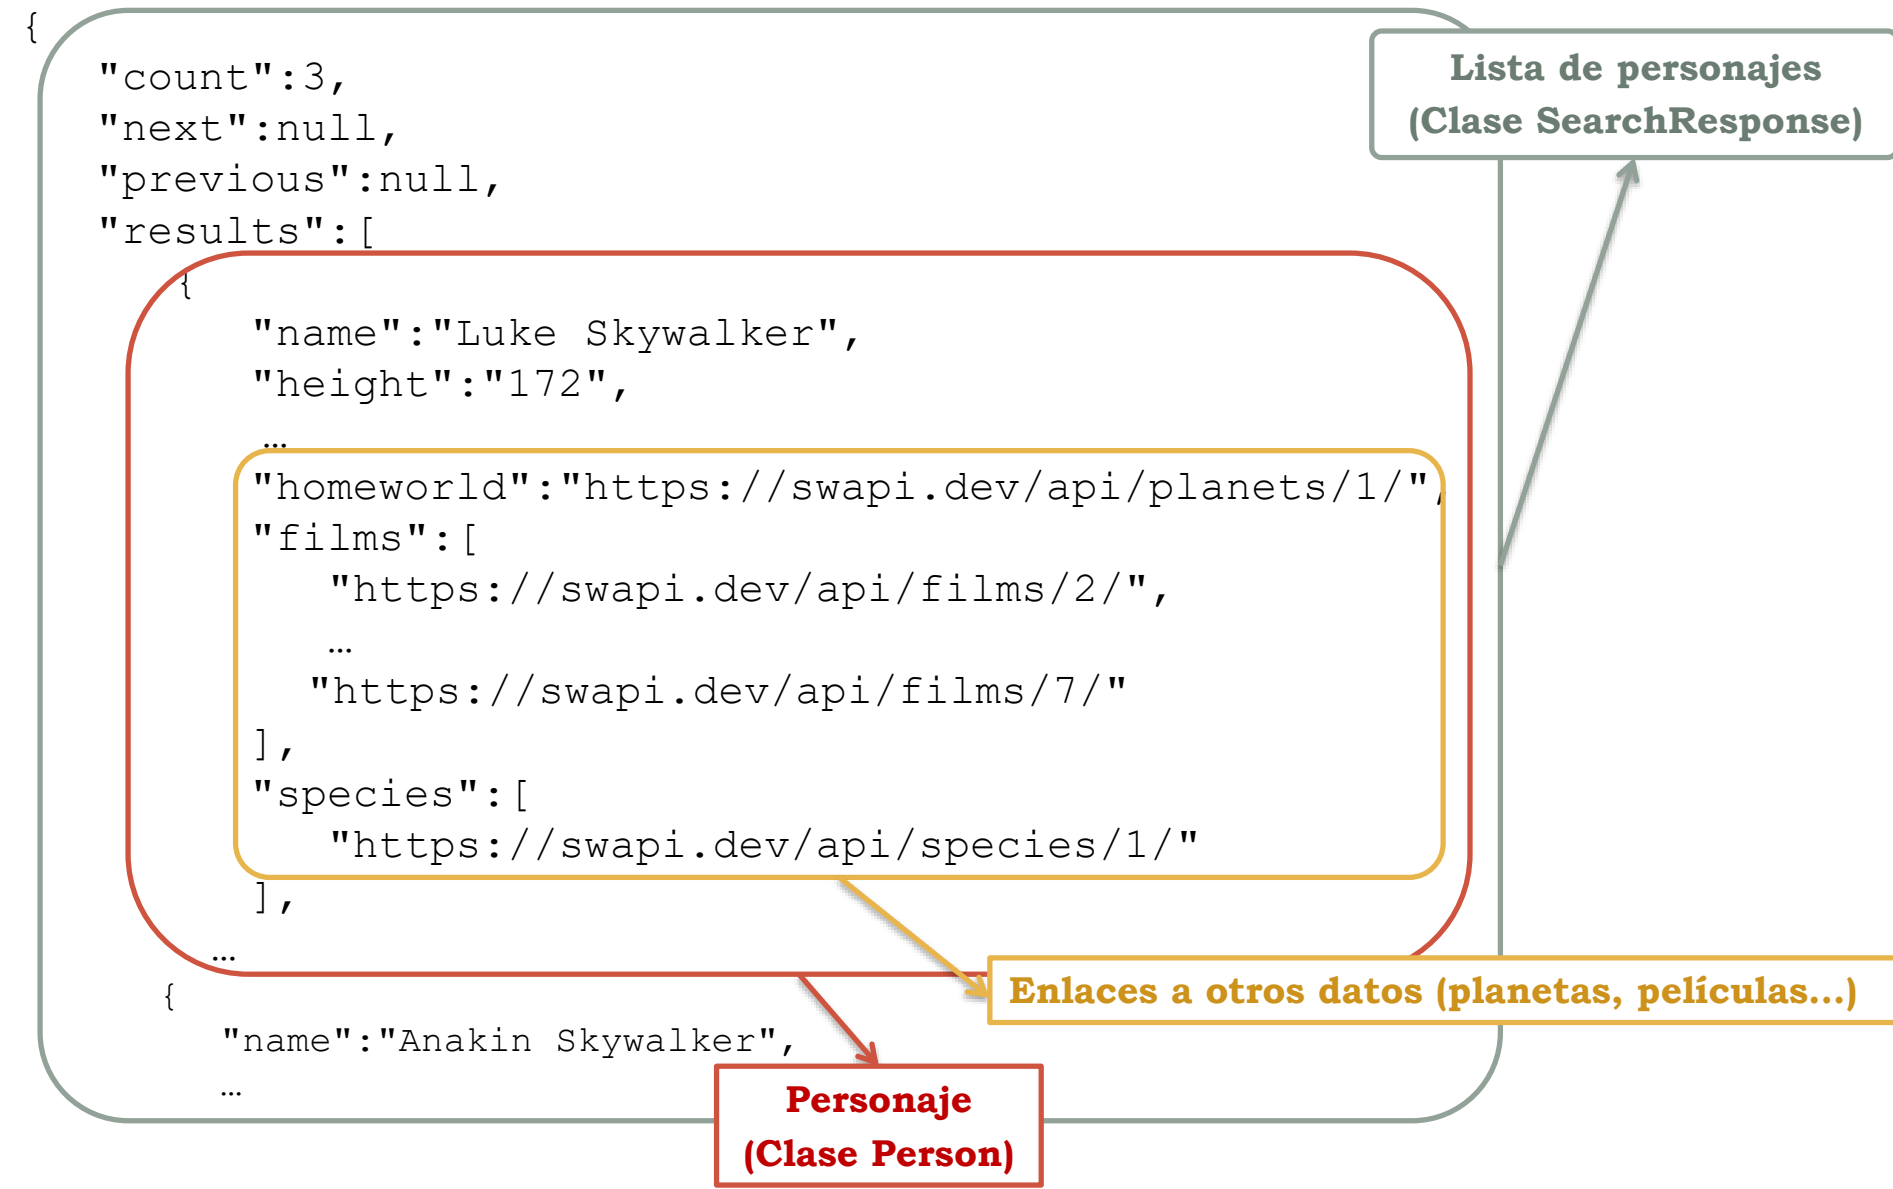 {
"count":3,
"next":null,
"previous":null,
"results":[
{
"name":"Luke Skywalker",
"height":"172",
…
"homeworld":"https://swapi.dev/api/planets/1/",
"films":[
"https://swapi.dev/api/films/2/",
…
"https://swapi.dev/api/films/7/"
],
"species":[
"https://swapi.dev/api/species/1/"
],
…
{
"name":"Anakin Skywalker",
…
Lista de personajes
(Clase SearchResponse)
Enlaces a otros datos (planetas, películas…)
Personaje
(Clase Person)